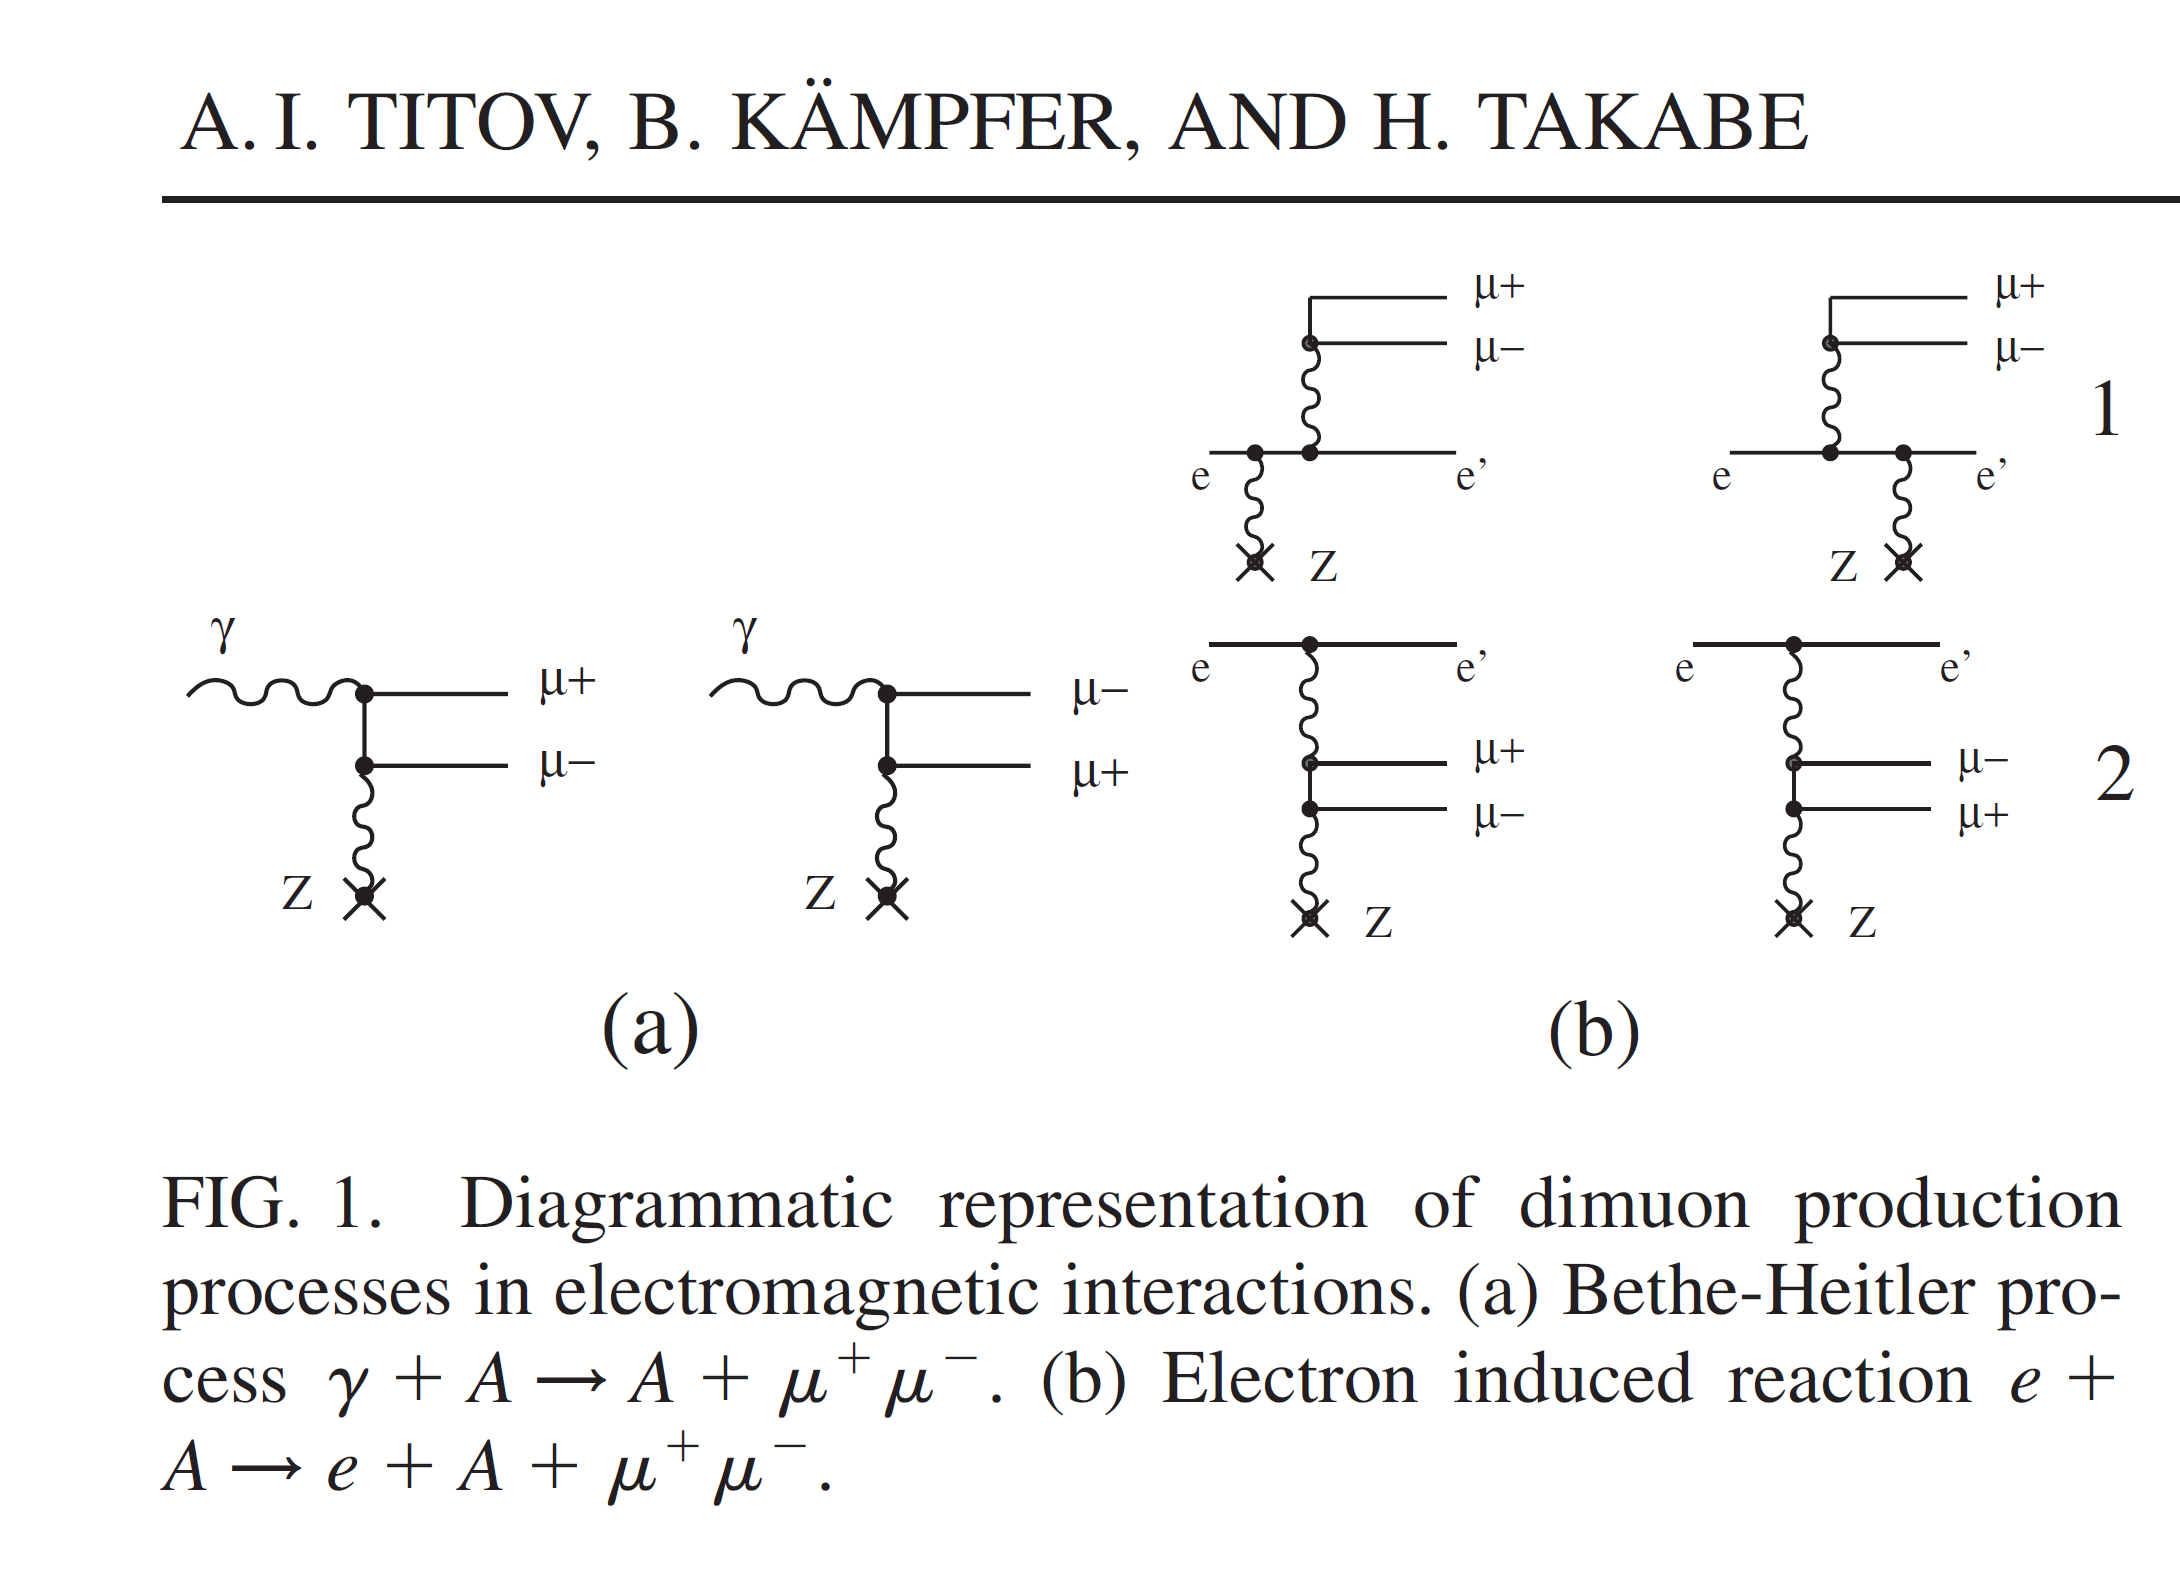 A. I. TITOV, B. KÄMPFER, AND H. TAKABE
μ+
μ+
μ−
μ−
1
e
e’
e
e’
Z
Z
γ
γ
e
e’
e
e’
μ+
μ−
μ+
μ−
μ−
μ+
μ−
μ+
2
Z
Z
Z
Z
(a)
(b)
FIG. 1. Diagrammatic representation of dimuon production
processes in electromagnetic interactions. (a) Bethe-Heitler pro-
cess γ + A → A + μ⁺μ⁻. (b) Electron induced reaction e +
A → e + A + μ⁺μ⁻.